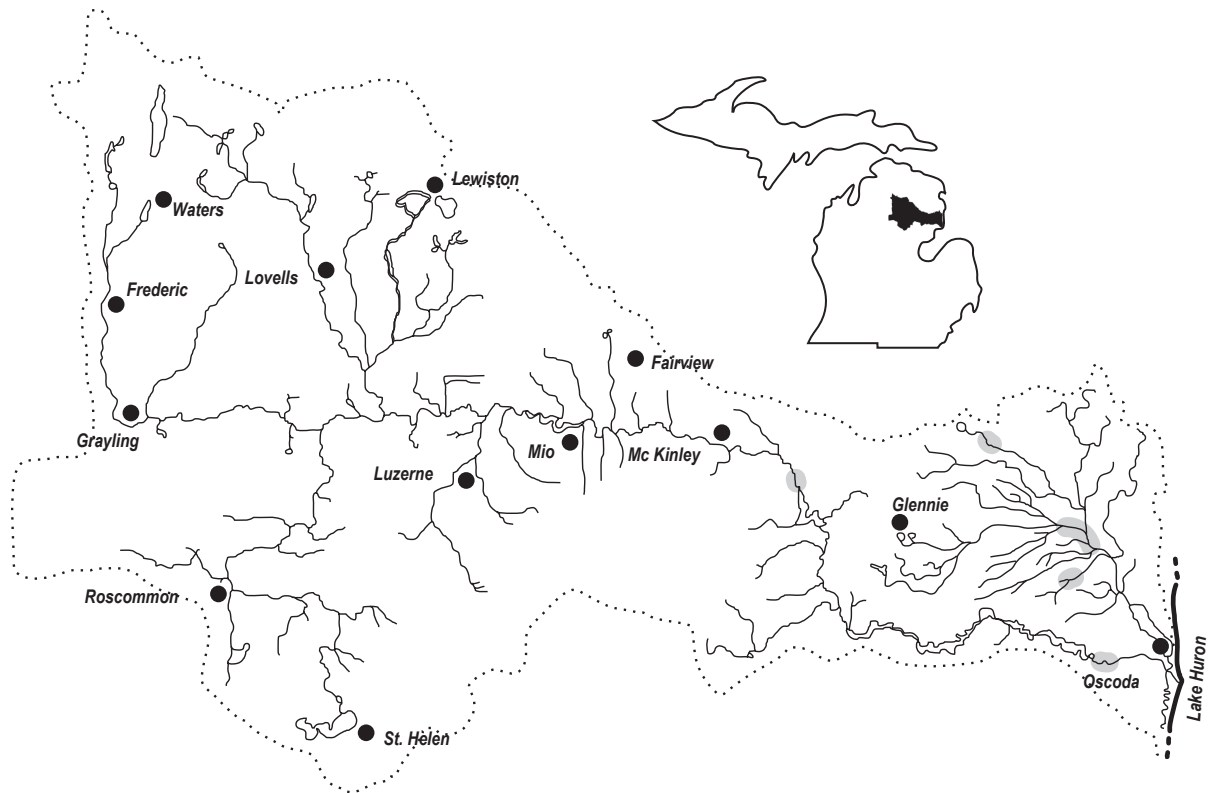 Lewiston
Waters
Lovells
Frederic
Fairview
Grayling
Mio
Mc Kinley
Luzerne
Glennie
Roscommon
Oscoda
Lake Huron
St. Helen